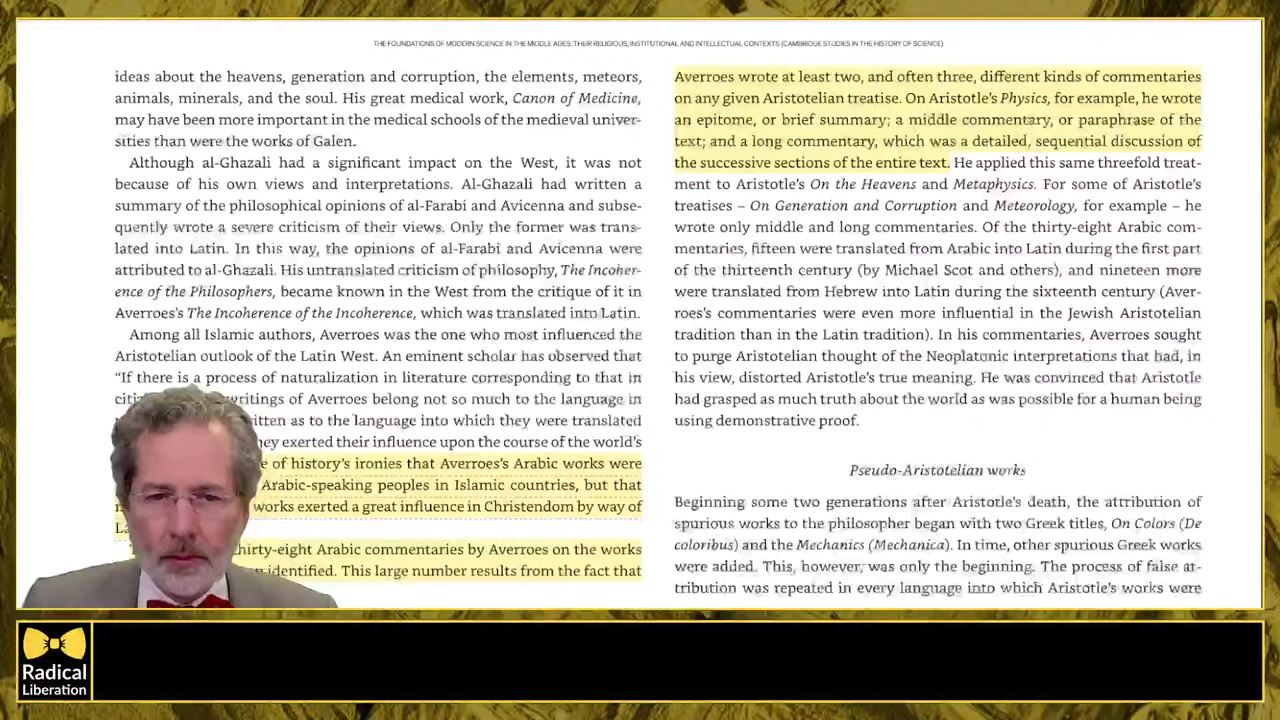 THE FOUNDATIONS OF MODERN SCIENCE IN THE MIDDLE AGES: THEIR RELIGIOUS, INSTITUTIONAL AND INTELLECTUAL CONTEXTS (CAMBRIDGE STUDIES IN THE HISTORY OF SCIENCE)
ideas about the heavens, generation and corruption, the elements, meteors,
animals, minerals, and the soul. His great medical work, Canon of Medicine,
may have been more important in the medical schools of the medieval univer-
sities than were the works of Galen.
Although al-Ghazali had a significant impact on the West, it was not
because of his own views and interpretations. Al-Ghazali had written a
summary of the philosophical opinions of al-Farabi and Avicenna and subse-
quently wrote a severe criticism of their views. Only the former was trans-
lated into Latin. In this way, the opinions of al-Farabi and Avicenna were
attributed to al-Ghazali. His untranslated criticism of philosophy, The Incoher-
ence of the Philosophers, became known in the West from the critique of it in
Averroes's The Incoherence of the Incoherence, which was translated into Latin.
Among all Islamic authors, Averroes was the one who most influenced the
Aristotelian outlook of the Latin West. An eminent scholar has observed that
“If there is a process of naturalization in literature corresponding to that in
writings of Averroes belong not so much to the language in
as to the language into which they were translated
exerted their influence upon the course of the world's
of history's ironies that Averroes's Arabic works were
Arabic-speaking peoples in Islamic countries, but that
works exerted a great influence in Christendom by way of
Arabic commentaries by Averroes on the works
identified. This large number results from the fact that
Averroes wrote at least two, and often three, different kinds of commentaries
on any given Aristotelian treatise. On Aristotle's Physics, for example, he wrote
an epitome, or brief summary; a middle commentary, or paraphrase of the
text; and a long commentary, which was a detailed, sequential discussion of
the successive sections of the entire text. He applied this same threefold treat-
ment to Aristotle's On the Heavens and Metaphysics. For some of Aristotle's
treatises – On Generation and Corruption and Meteorology, for example – he
wrote only middle and long commentaries. Of the thirty-eight Arabic com-
mentaries, fifteen were translated from Arabic into Latin during the first part
of the thirteenth century (by Michael Scot and others), and nineteen more
were translated from Hebrew into Latin during the sixteenth century (Aver-
roes's commentaries were even more influential in the Jewish Aristotelian
tradition than in the Latin tradition). In his commentaries, Averroes sought
to purge Aristotelian thought of the Neoplatonic interpretations that had, in
his view, distorted Aristotle's true meaning. He was convinced that Aristotle
had grasped as much truth about the world as was possible for a human being
using demonstrative proof.
Pseudo-Aristotelian works
Beginning some two generations after Aristotle's death, the attribution of
spurious works to the philosopher began with two Greek titles, On Colors (De
coloribus) and the Mechanics (Mechanica). In time, other spurious Greek works
were added. This, however, was only the beginning. The process of false at-
tribution was repeated in every language into which Aristotle's works were
Radical
Liberation